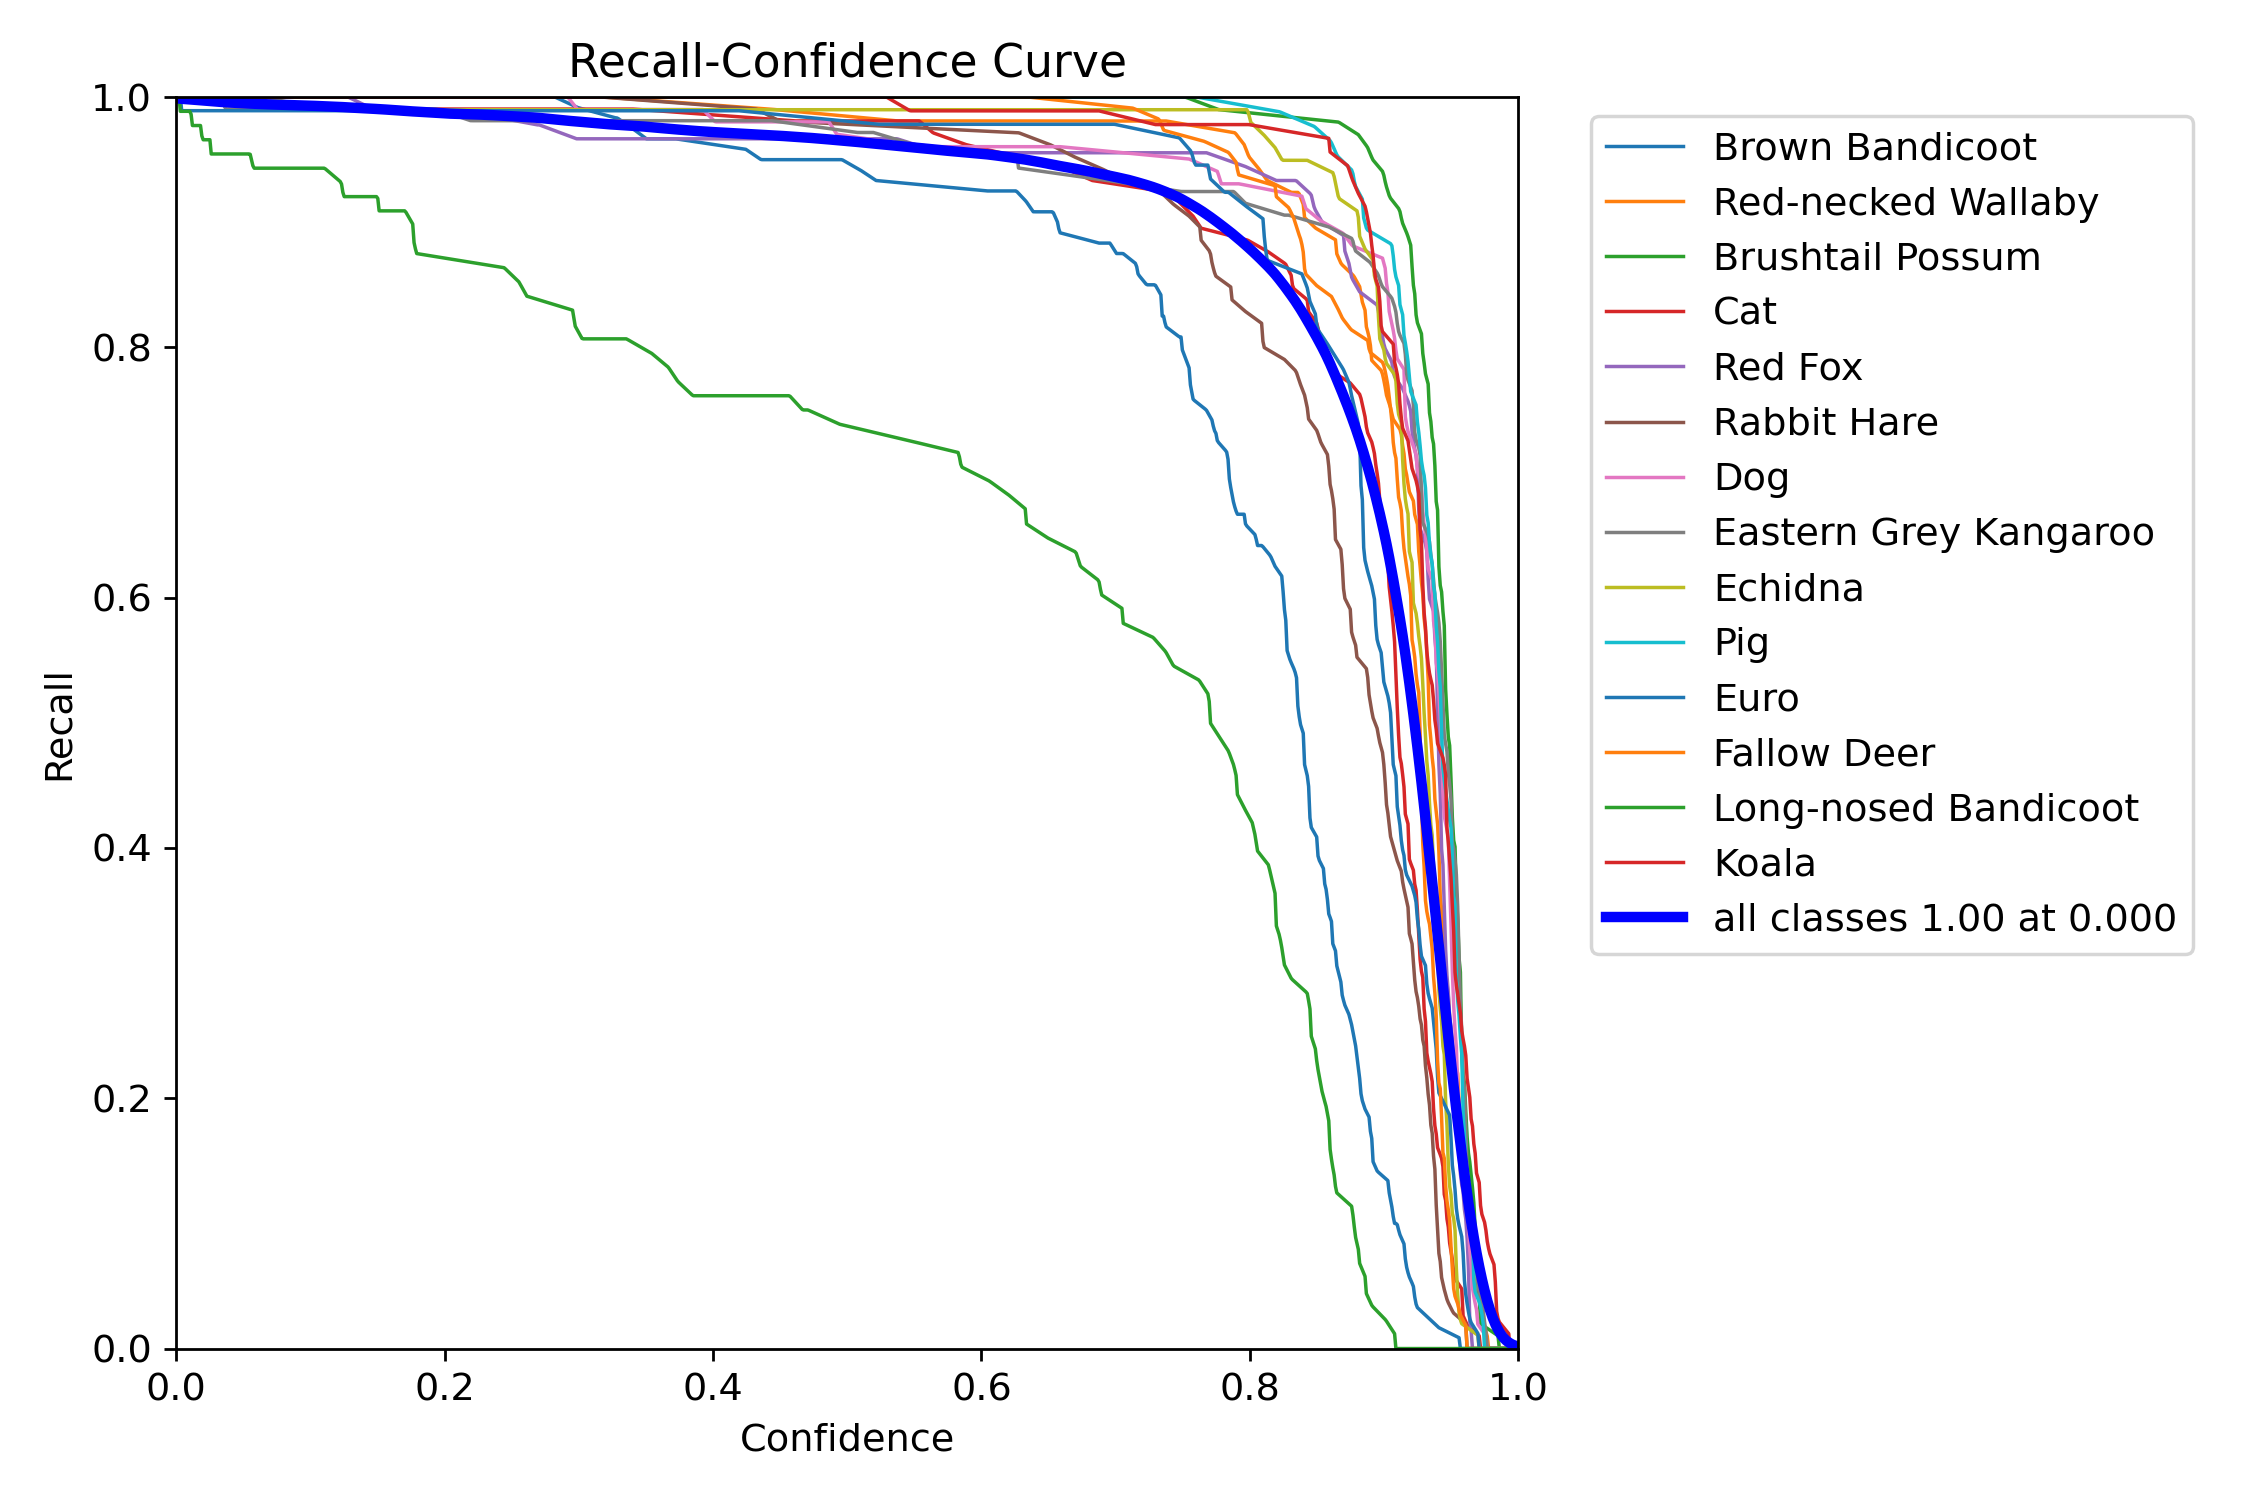 Recall-Confidence Curve
1.0
0.8
0.6
0.4
0.2
0.0
Recall
0.0 0.2 0.4 0.6 0.8 1.0
Confidence
Brown Bandicoot
Red-necked Wallaby
Brushtail Possum
Cat
Red Fox
Rabbit Hare
Dog
Eastern Grey Kangaroo
Echidna
Pig
Euro
Fallow Deer
Long-nosed Bandicoot
Koala
all classes 1.00 at 0.000